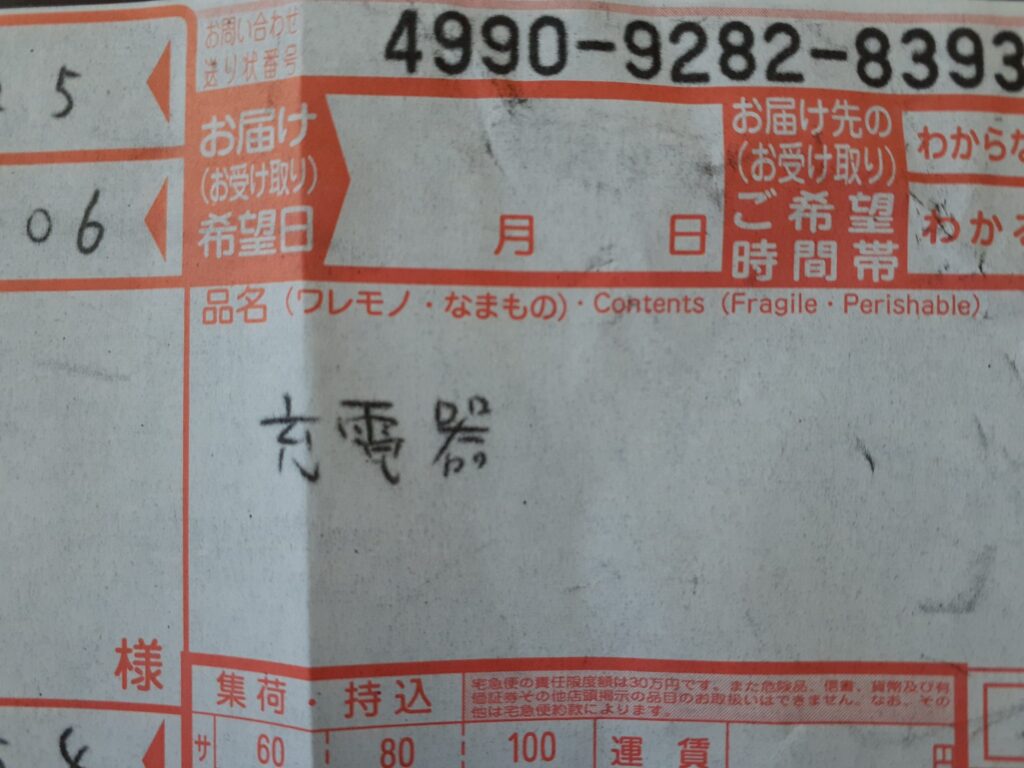 お問い合わせ
送り状番号
4990-9282-8393
5
お届け
(お受け取り)
希望日
月 日
お届け先の
(お受け取り)
ご希望
時間帯
わからな
わかる
06
品名 (ワレモノ・なまもの)・Contents (Fragile・Perishable)
充電器
様
集荷・持込
宅急便の責任限度額は30万円です。また危険品、信書、貨幣及び有
価証券その他店頭掲示の品目のお取扱いはできません。なお、その
他は宅急便約款によります。
サ 60 80 100 運賃 円